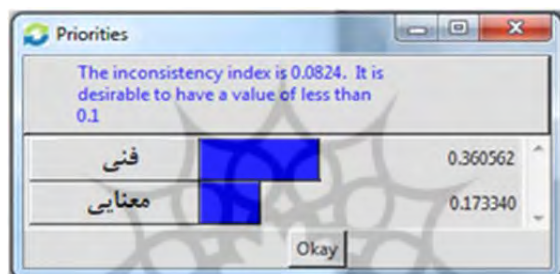 Priorities
The inconsistency index is 0.0824. It is
desirable to have a value of less than
0.1
فنی 0.360562
معنایی 0.173340
Okay